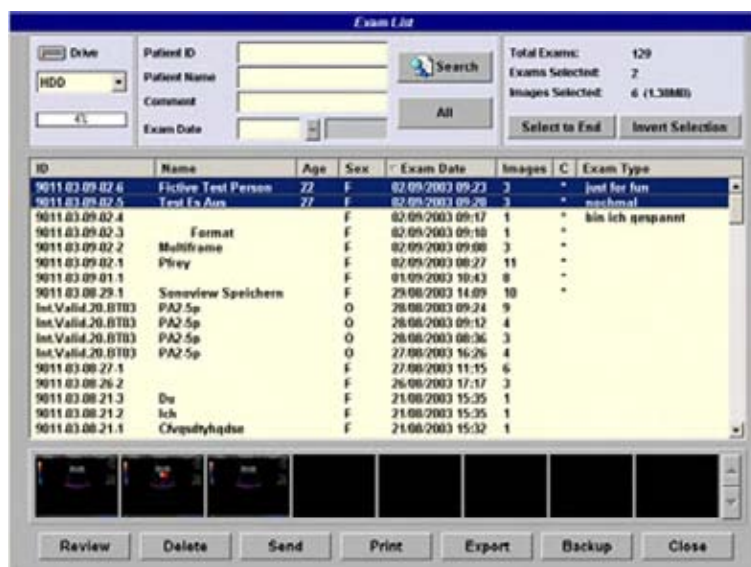 Exam List
Drive
HDD
4%
Patient ID
Patient Name
Comment
Exam Date
Search
All
Total Exams: 129
Exams Selected: 2
Images Selected: 6 (1.38MB)
Select to End Invert Selection
ID Name Age Sex Exam Date Images C Exam Type
9011-03-09-02-6 Fictive Test Person 22 F 02/09/2003 09:23 3 * just for fun
9011-03-09-02-5 Test Es Aus 27 F 02/09/2003 09:20 3 * nochmal
9011-03-09-02-4 F 02/09/2003 09:17 1 * bin ich gespannt
9011-03-09-02-3 Format F 02/09/2003 09:10 1 *
9011-03-09-02-2 Multiframe F 02/09/2003 09:08 3 *
9011-03-09-02-1 Pfrey F 02/09/2003 08:27 11 *
9011-03-09-01-1 F 01/09/2003 10:43 8 *
9011-03-08-29-1 Sonoview Speichern F 29/08/2003 14:09 10 *
Int.Valid.20.BT03 PA2-5p O 28/08/2003 09:24 9
Int.Valid.20.BT03 PA2-5p O 28/08/2003 09:12 4
Int.Valid.20.BT03 PA2-5p O 28/08/2003 08:36 3
Int.Valid.20.BT03 PA2-5p O 27/08/2003 16:26 4
9011-03-08-27-1 F 27/08/2003 11:15 6
9011-03-08-26-2 F 26/08/2003 17:17 3
9011-03-08-21-3 Du F 21/08/2003 15:35 1
9011-03-08-21-2 Ich F 21/08/2003 15:35 1
9011-03-08-21-1 F 21/08/2003 15:32 1
Review Delete Send Print Export Backup Close